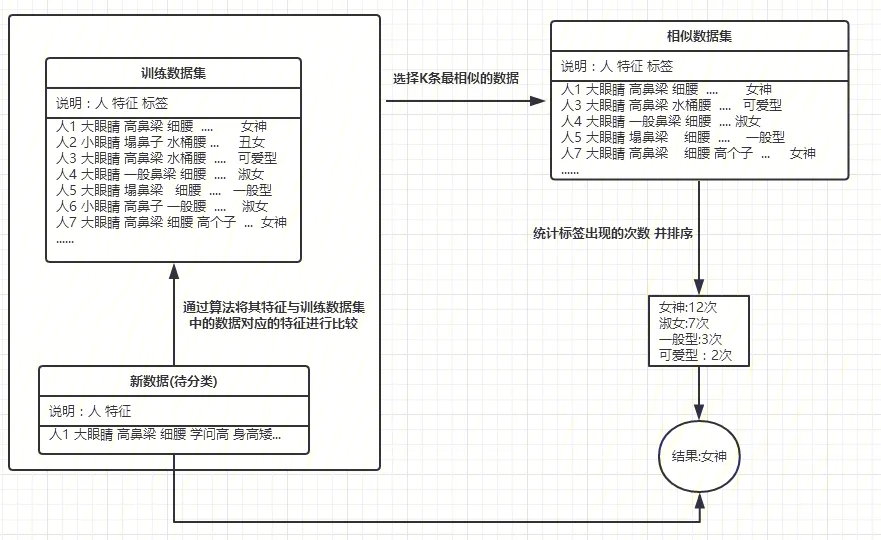 训练数据集
说明：人 特征 标签
人1 大眼睛 高鼻梁 细腰 .... 女神
人2 小眼睛 塌鼻子 水桶腰 ... 丑女
人3 大眼睛 高鼻梁 水桶腰 .... 可爱型
人4 大眼睛 一般鼻梁 细腰 .... 淑女
人5 大眼睛 塌鼻梁 细腰 .... 一般型
人6 小眼睛 高鼻子 一般腰 .... 淑女
人7 大眼睛 高鼻梁 细腰 高个子 ... 女神
......
通过算法将其特征与训练数据集
中的数据对应的特征进行比较
新数据(待分类)
说明：人 特征
人1 大眼睛 高鼻梁 细腰 学问高 身高矮...
选择K条最相似的数据
相似数据集
说明：人 特征 标签
人1 大眼睛 高鼻梁 细腰 .... 女神
人3 大眼睛 高鼻梁 水桶腰 .... 可爱型
人4 大眼睛 一般鼻梁 细腰 .... 淑女
人5 大眼睛 塌鼻梁 细腰 .... 一般型
人7 大眼睛 高鼻梁 细腰 高个子 ... 女神
......
统计标签出现的次数 并排序
女神:12次
淑女:7次
一般型:3次
可爱型：2次
结果:女神